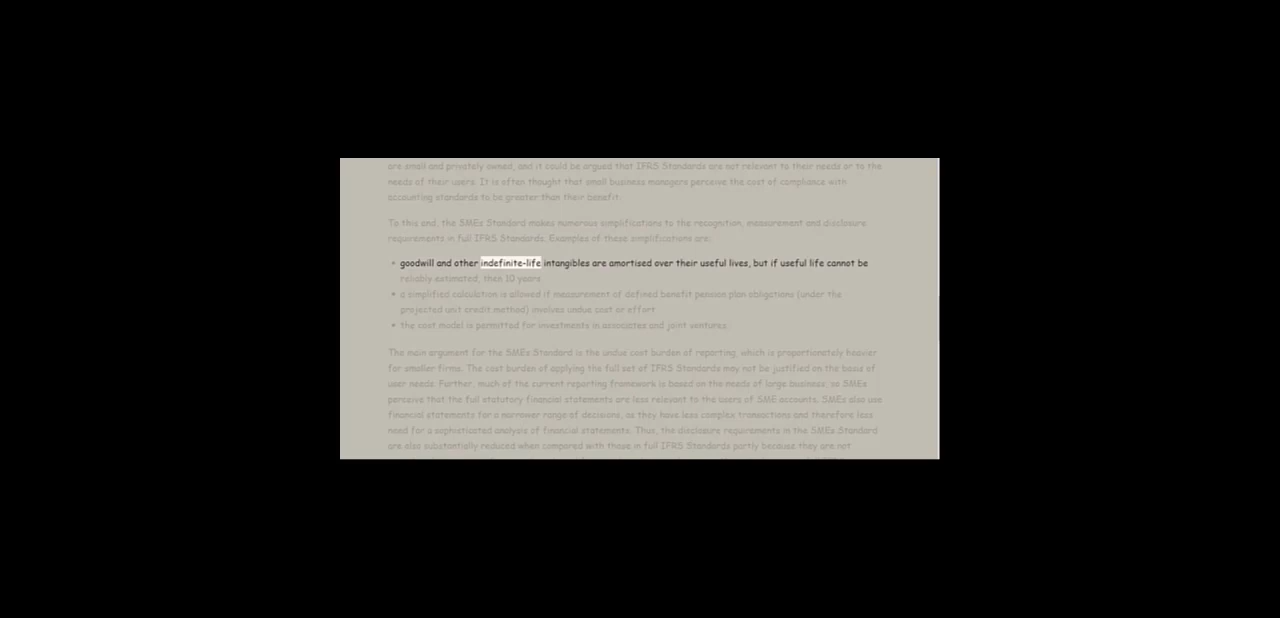 are small and privately owned, and it could be argued that IFRS Standards are not relevant to their needs or to the
needs of their users. It is often thought that small business managers perceive the cost of compliance with
accounting standards to be greater than their benefit.
To this end, the SMEs Standard makes numerous simplifications to the recognition, measurement and disclosure
requirements in full IFRS Standards. Examples of these simplifications are:
• goodwill and other indefinite-life intangibles are amortised over their useful lives, but if useful life cannot be
reliably estimated, then 10 years
• a simplified calculation is allowed if measurement of defined benefit pension plan obligations (under the
projected unit credit method) involves undue cost or effort
• the cost model is permitted for investments in associates and joint ventures.
The main argument for the SMEs Standard is the undue cost burden of reporting, which is proportionately heavier
for smaller firms. The cost burden of applying the full set of IFRS Standards may not be justified on the basis of
user needs. Further, much of the current reporting framework is based on the needs of large business, so SMEs
perceive that the full statutory financial statements are less relevant to the users of SME accounts. SMEs also use
financial statements for a narrower range of decisions, as they have less complex transactions and therefore less
need for a sophisticated analysis of financial statements. Thus, the disclosure requirements in the SMEs Standard
are also substantially reduced when compared with those in full IFRS Standards partly because they are not